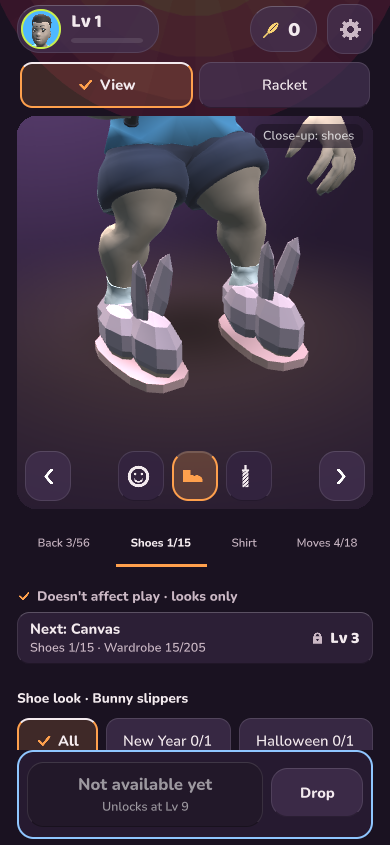 Lv 1
0
View
Racket
Close-up: shoes
Back 3/56
Shoes 1/15
Shirt
Moves 4/18
Doesn't affect play · looks only
Next: Canvas
Shoes 1/15 · Wardrobe 15/205
Lv 3
Shoe look · Bunny slippers
All
New Year 0/1
Halloween 0/1
Not available yet
Unlocks at Lv 9
Drop